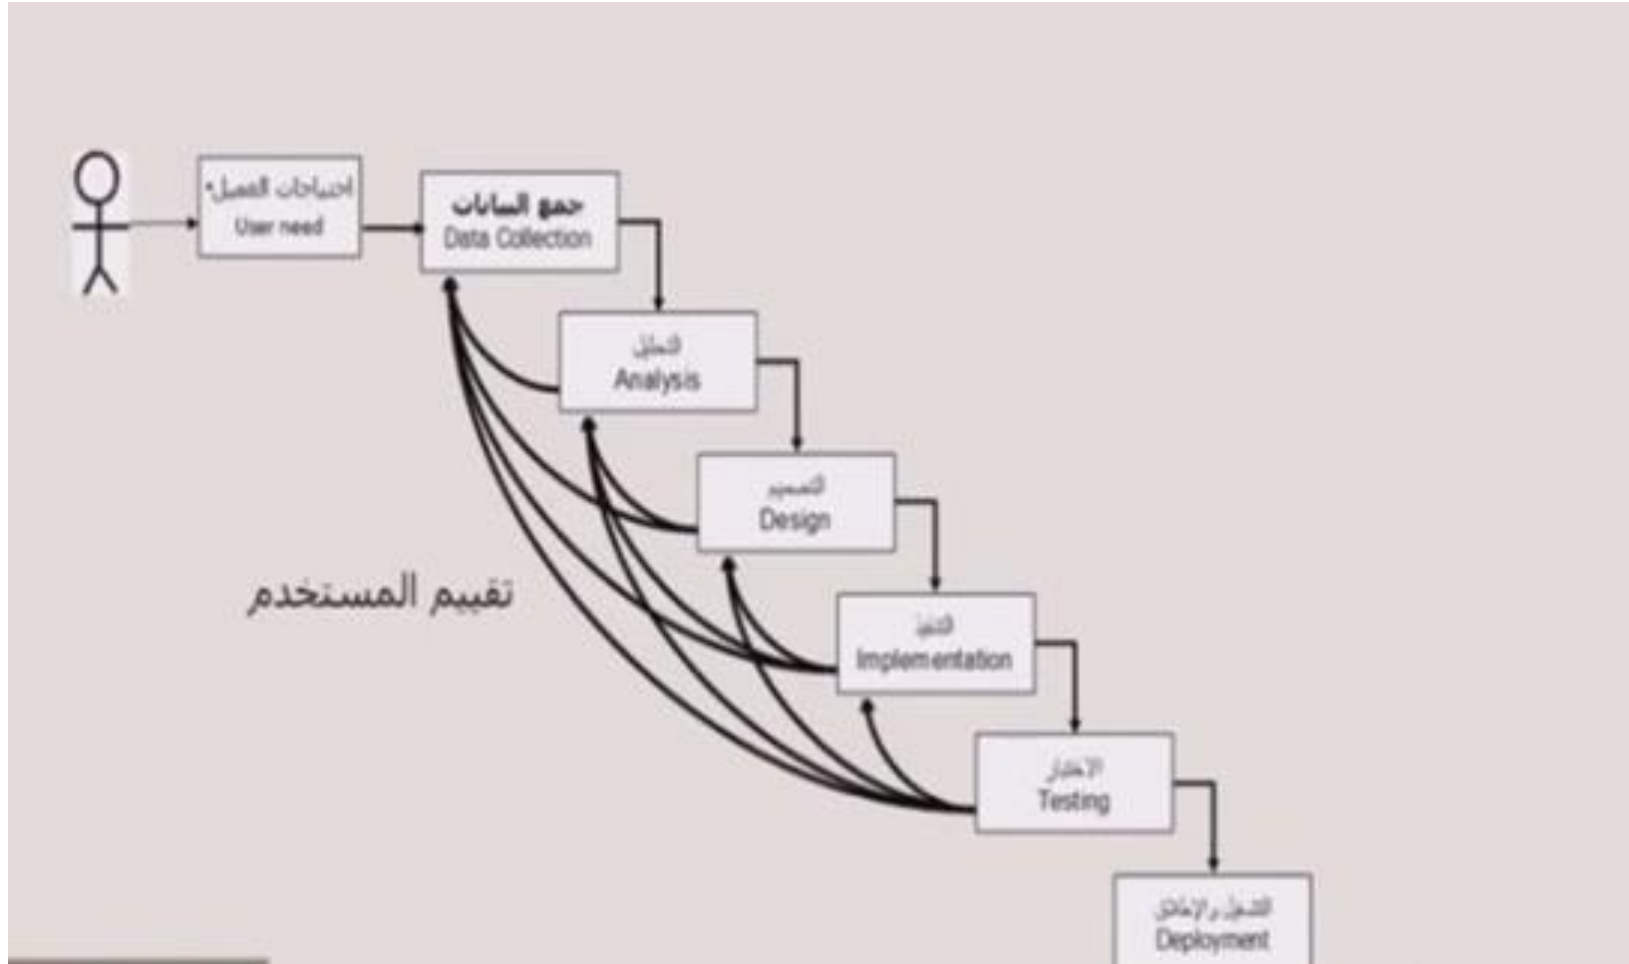 احتياجات العميل•
User need
جمع البيانات
Data Collection
التحليل
Analysis
التصميم
Design
تقييم المستخدم
التنفيذ
Implementation
الاختبار
Testing
التشغيل والإطلاق
Deployment